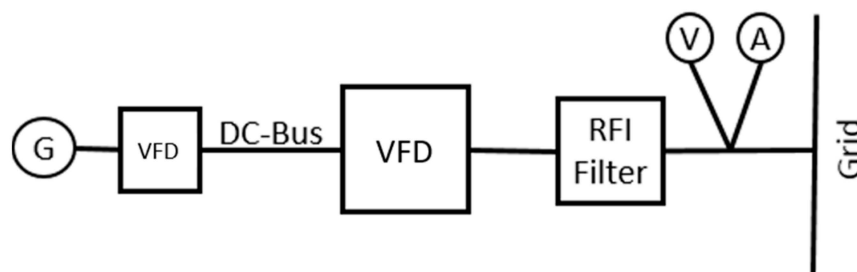 G
VFD
DC-Bus
VFD
RFI
Filter
V
A
Grid